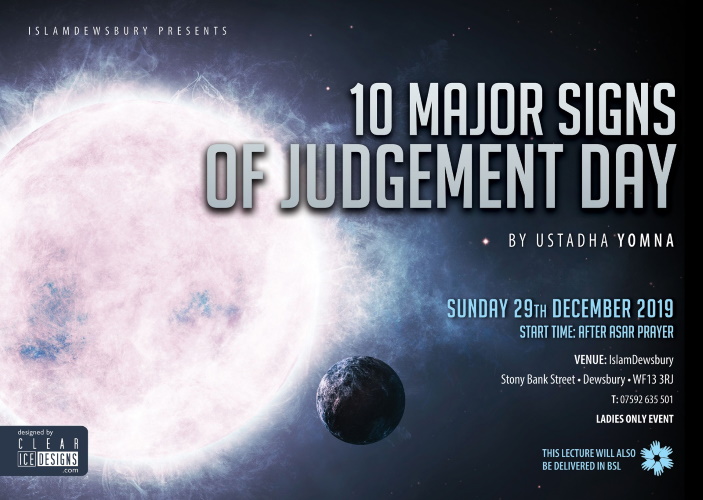 ISLAMDEWSBURY PRESENTS
10 MAJOR SIGNS
OF JUDGEMENT DAY
BY USTADHA YOMNA
SUNDAY 29TH DECEMBER 2019
START TIME: AFTER ASAR PRAYER
VENUE: IslamDewsbury
Stony Bank Street • Dewsbury • WF13 3RJ
T: 07592 635 501
LADIES ONLY EVENT
THIS LECTURE WILL ALSO
BE DELIVERED IN BSL
designed by
CLEAR
ICE DESIGNS
.com